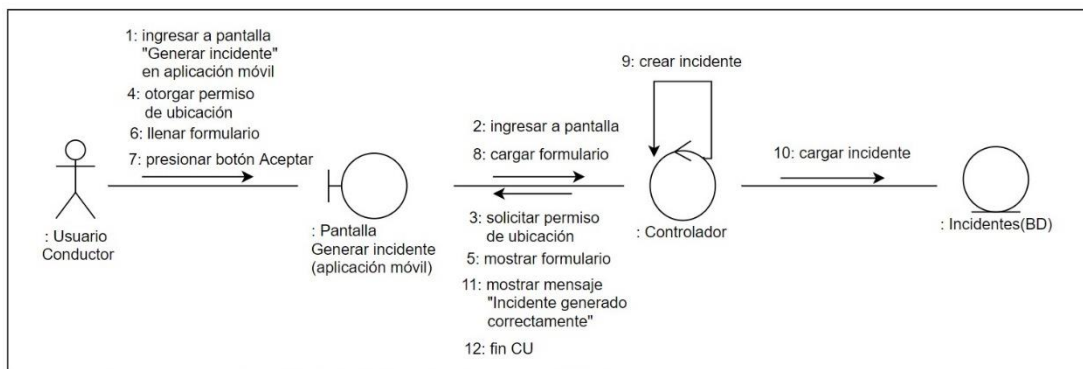 1: ingresar a pantalla
"Generar incidente"
en aplicación móvil
4: otorgar permiso
de ubicación
6: llenar formulario
7: presionar botón Aceptar
: Usuario
Conductor
: Pantalla
Generar incidente
(aplicación móvil)
2: ingresar a pantalla
8: cargar formulario
3: solicitar permiso
de ubicación
5: mostrar formulario
11: mostrar mensaje
"Incidente generado
correctamente"
12: fin CU
9: crear incidente
: Controlador
10: cargar incidente
: Incidentes(BD)